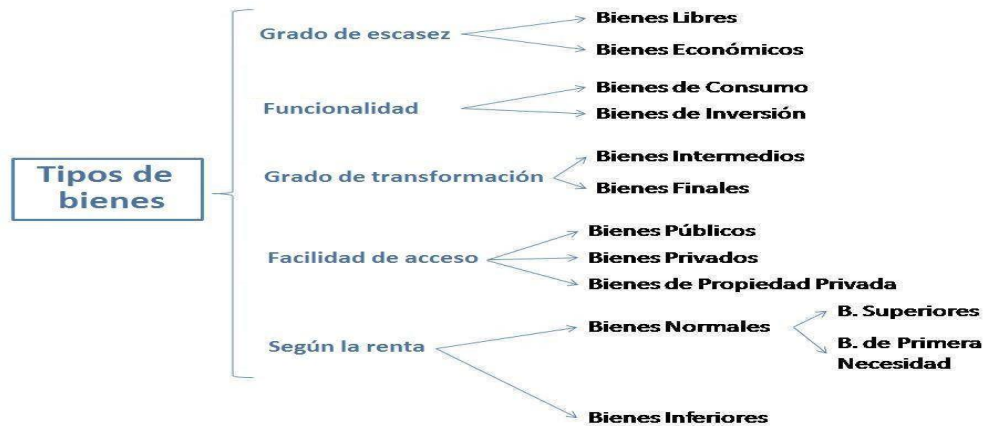 Tipos de
bienes
Grado de escasez
Bienes Libres
Bienes Económicos
Funcionalidad
Bienes de Consumo
Bienes de Inversión
Grado de transformación
Bienes Intermedios
Bienes Finales
Facilidad de acceso
Bienes Públicos
Bienes Privados
Bienes de Propiedad Privada
Según la renta
Bienes Normales
B. Superiores
B. de Primera
Necesidad
Bienes Inferiores